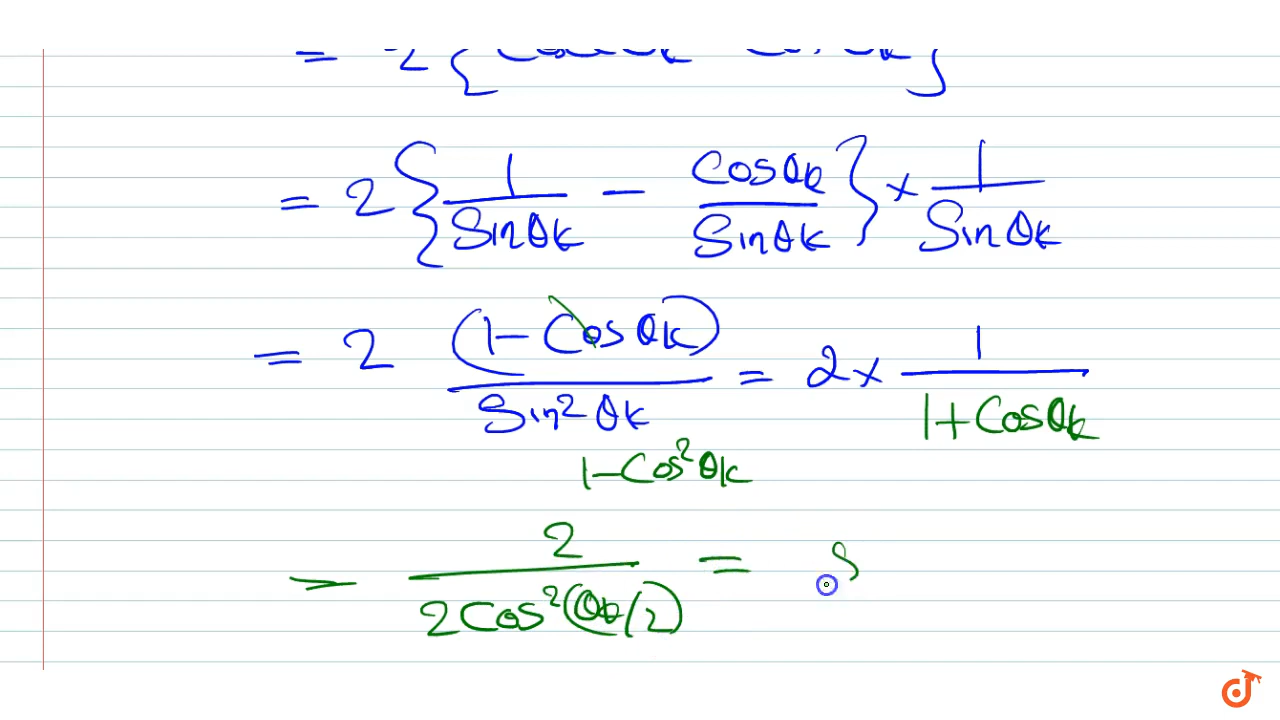 = 2 { 1/Sinθk - Cosθk/Sinθk } × 1/Sinθk
= 2 (1 - Cosθk)/Sin²θk = 2 × 1/(1 + Cosθk)
1 - Cos²θk
= 2/(2Cos²(θk/2)) =